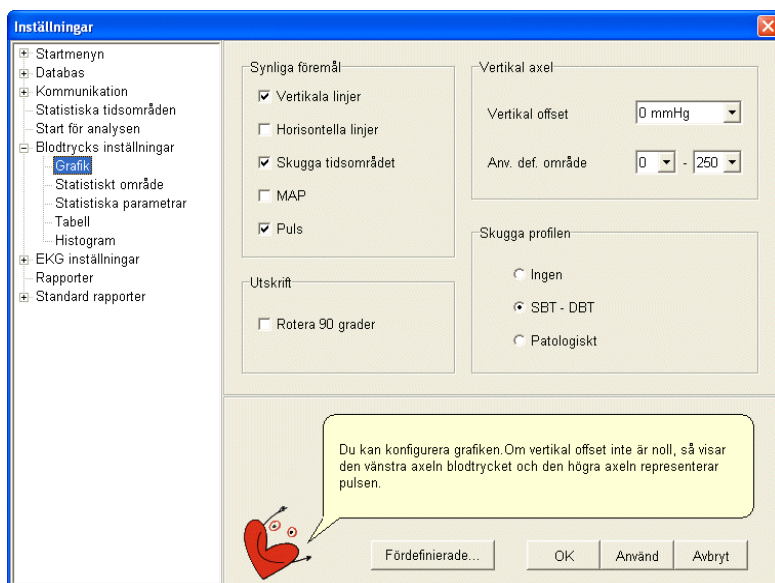 Inställningar
Startmenyn
Databas
Kommunikation
Statistiska tidsområden
Start för analysen
Blodtrycks inställningar
Grafik
Statistiskt område
Statistiska parametrar
Tabell
Histogram
EKG inställningar
Rapporter
Standard rapporter
Synliga föremål
Vertikala linjer
Horisontella linjer
Skugga tidsområdet
MAP
Puls
Utskrift
Rotera 90 grader
Vertikal axel
Vertikal offset 0 mmHg
Anv. def. område 0 - 250
Skugga profilen
Ingen
SBT - DBT
Patologiskt
Du kan konfigurera grafiken.Om vertikal offset inte är noll, så visar
den vänstra axeln blodtrycket och den högra axeln representerar
pulsen.
Fördefinierade... OK Använd Avbryt